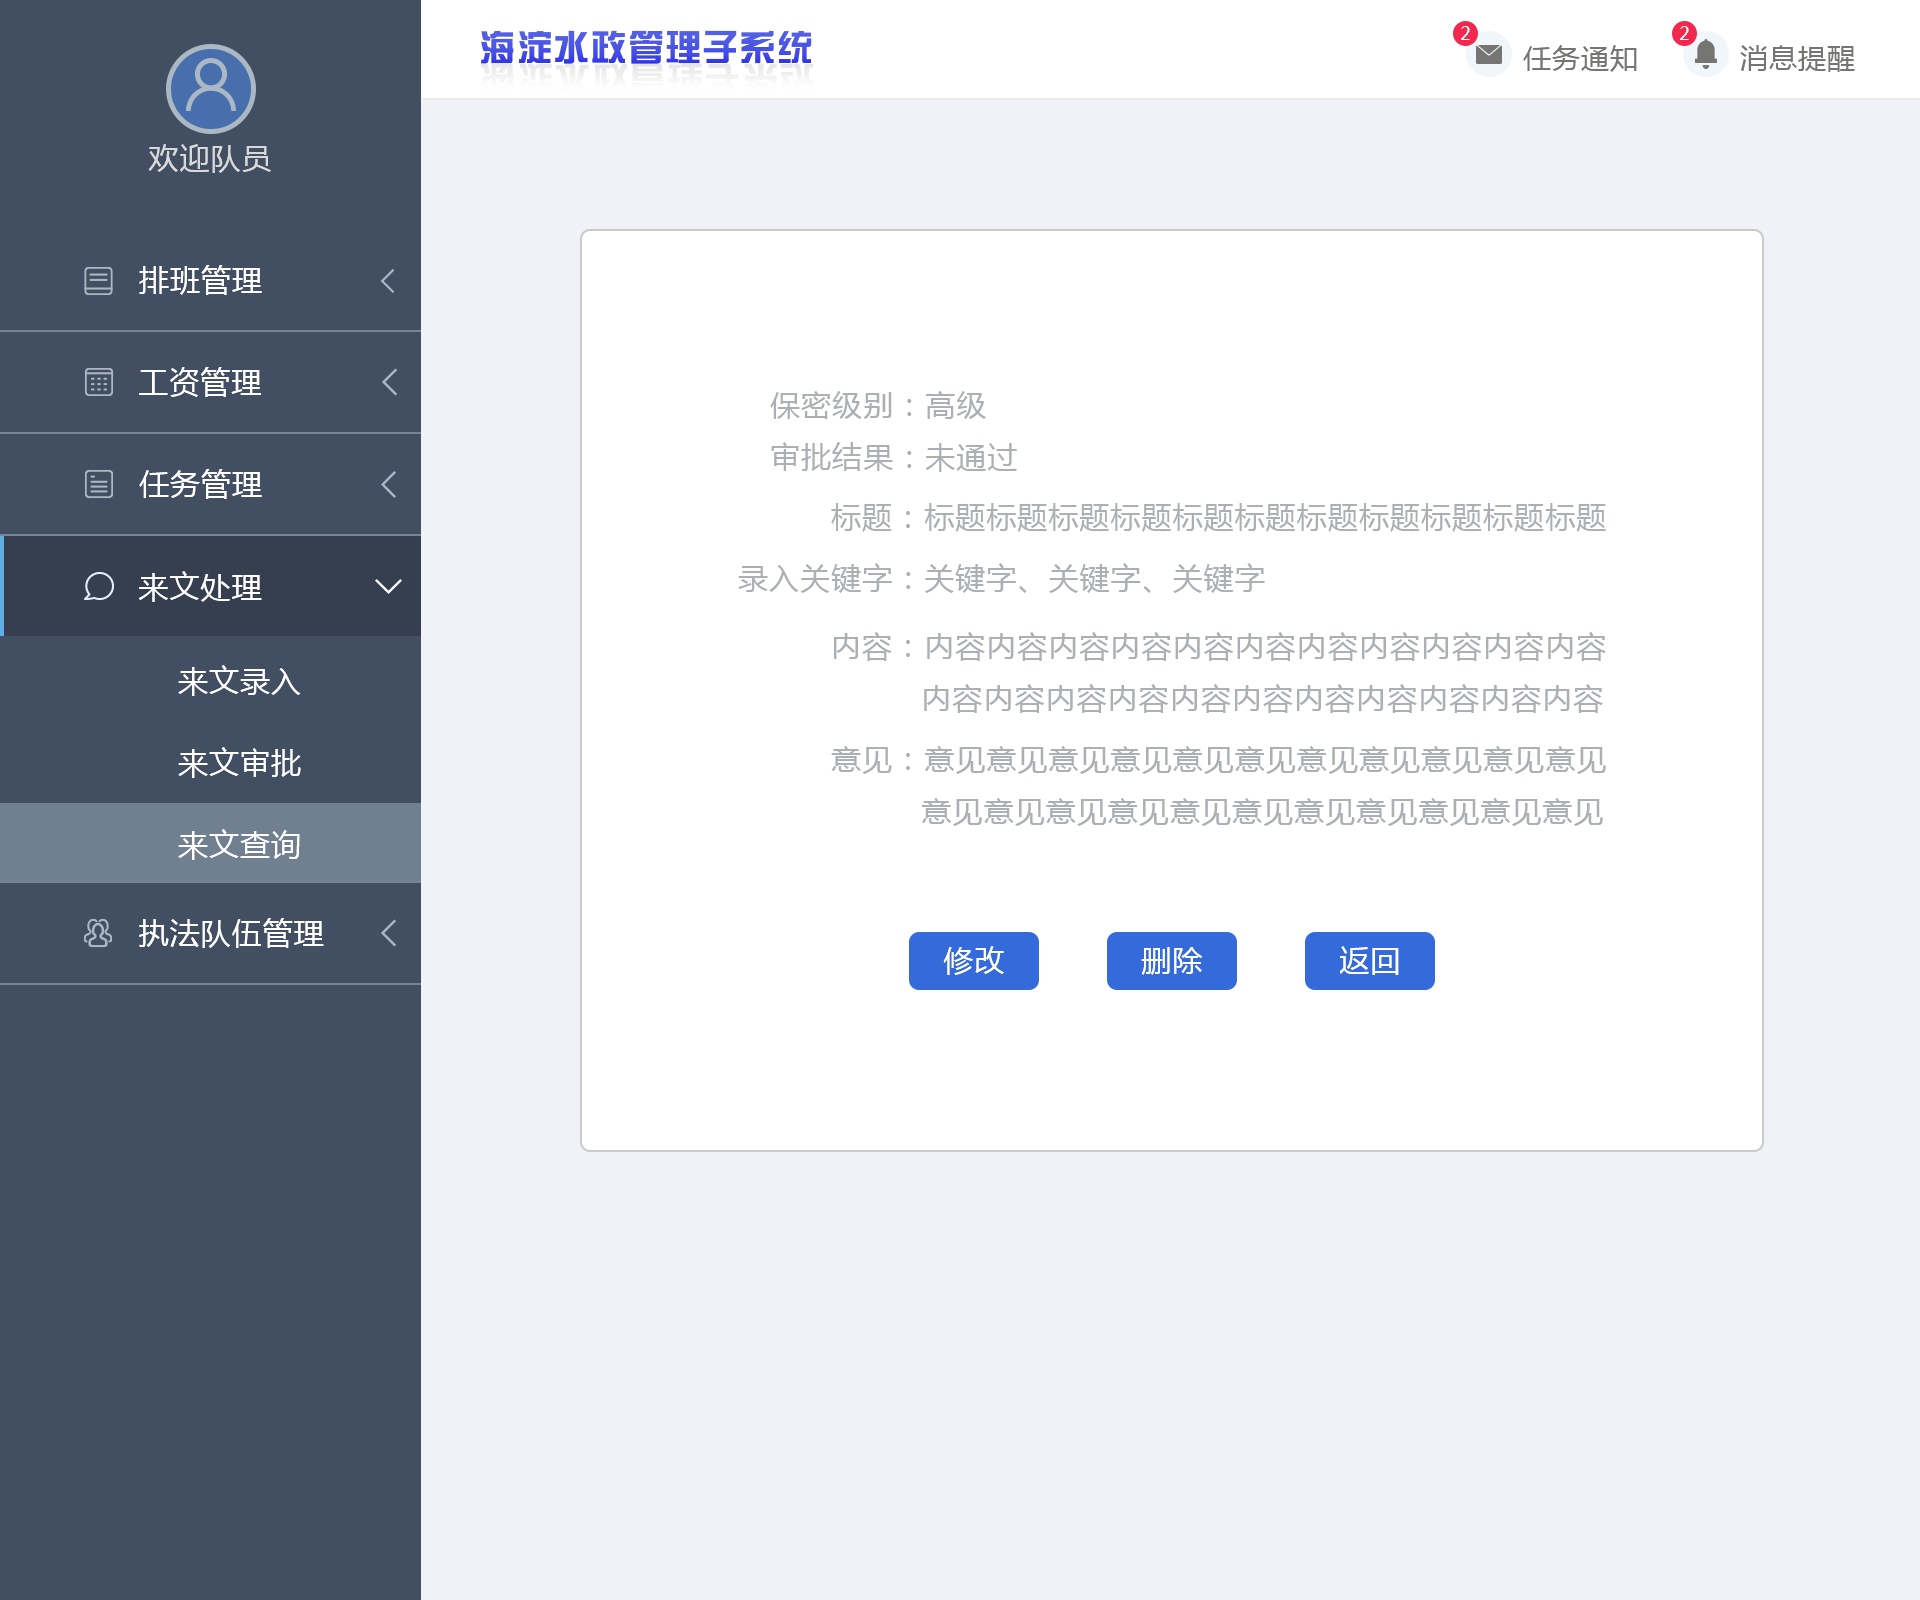 欢迎队员
排班管理
工资管理
任务管理
来文处理
来文录入
来文审批
来文查询
执法队伍管理
海淀水政管理子系统
2
任务通知
2
消息提醒
保密级别：高级
审批结果：未通过
标题：标题标题标题标题标题标题标题标题标题标题标题
录入关键字：关键字、关键字、关键字
内容：内容内容内容内容内容内容内容内容内容内容内容
内容内容内容内容内容内容内容内容内容内容内容
意见：意见意见意见意见意见意见意见意见意见意见意见
意见意见意见意见意见意见意见意见意见意见意见
修改
删除
返回